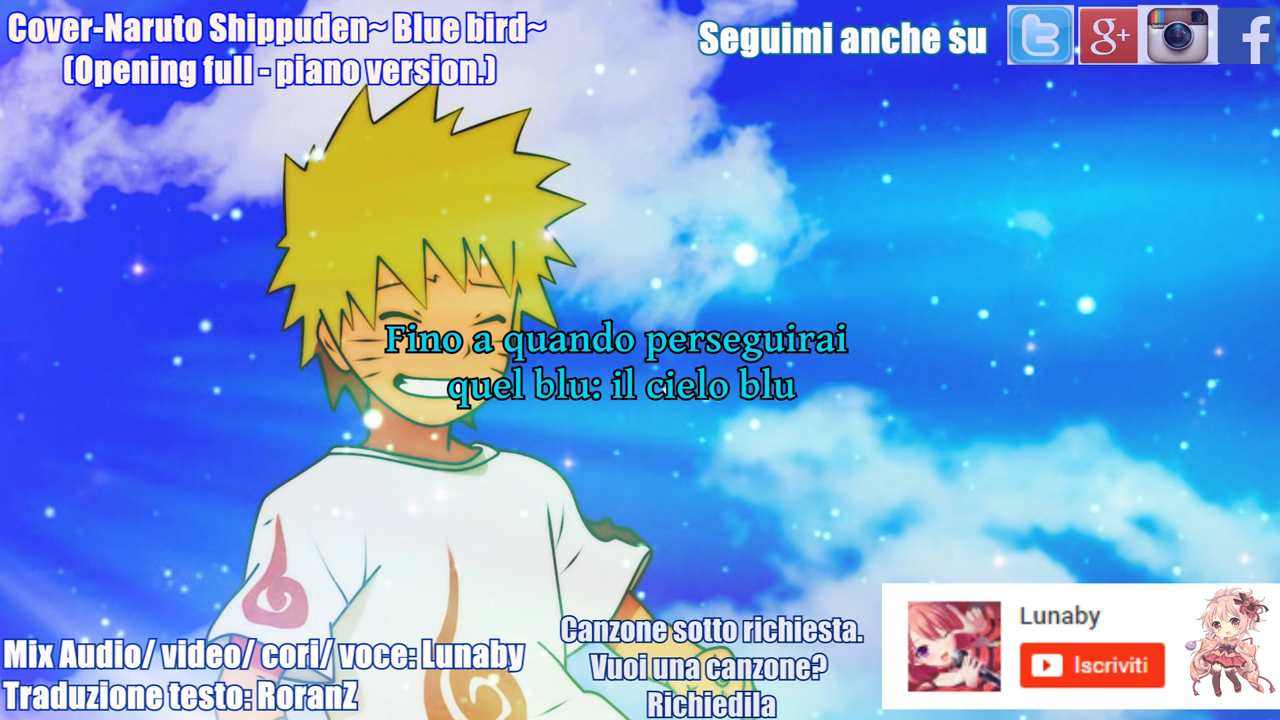 Cover-Naruto Shippuden~ Blue bird~
(Opening full - piano version.)
Seguimi anche su
g+
f
Fino a quando perseguirai
quel blu: il cielo blu
Mix Audio/ video/ cori/ voce: Lunaby
Traduzione testo: RoranZ
Canzone sotto richiesta.
Vuoi una canzone?
Richiedila
Lunaby
Iscriviti